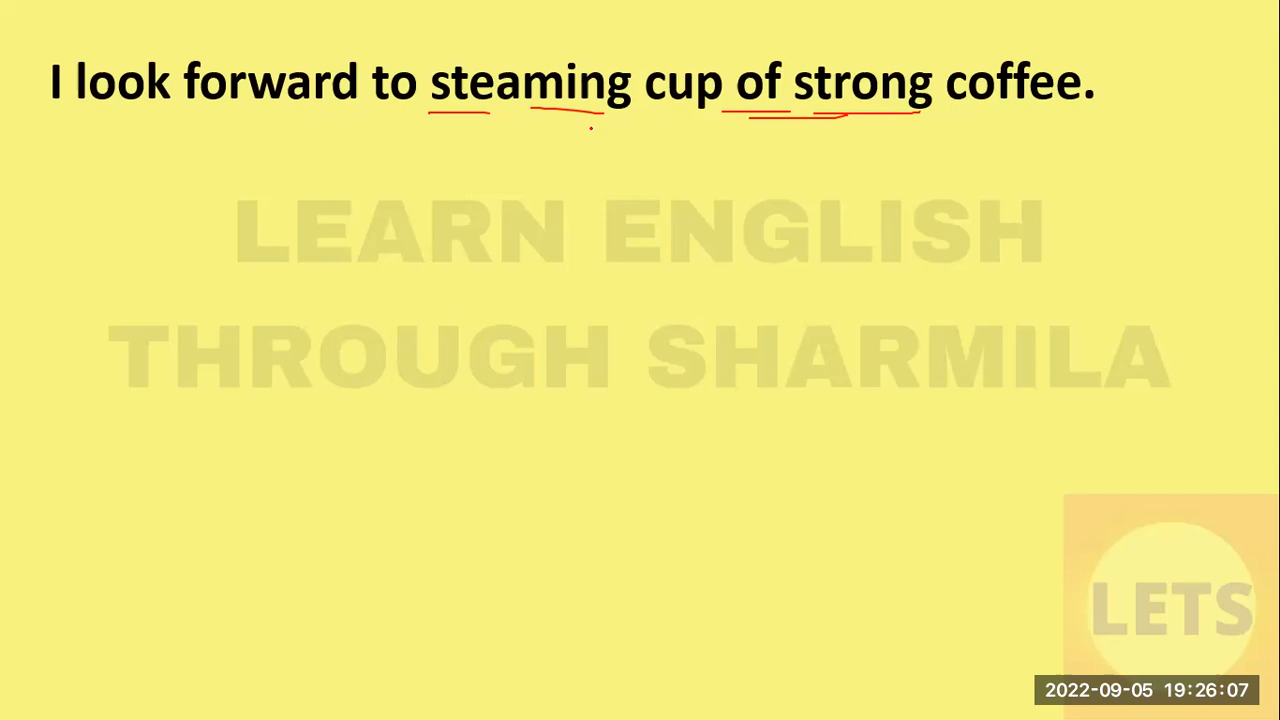 I look forward to steaming cup of strong coffee.
LEARN ENGLISH
THROUGH SHARMILA
LETS
2022-09-05 19:26:07